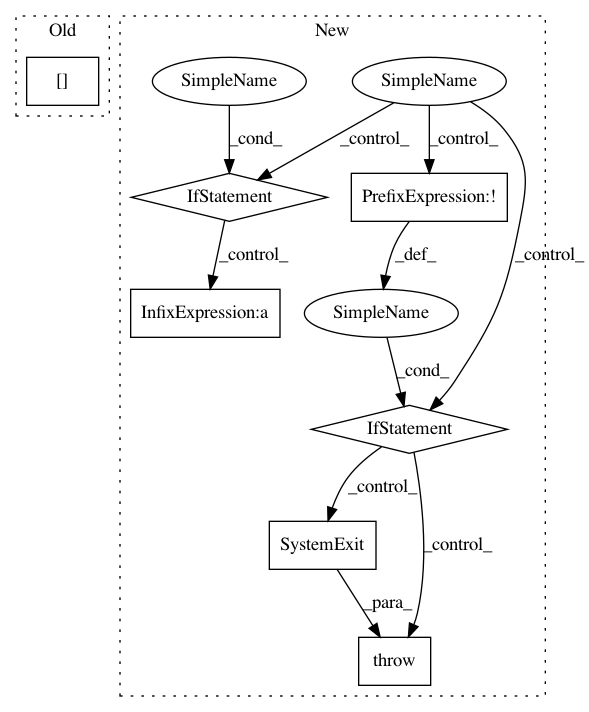 Old
New
[]
SimpleName
SimpleName
_cond_
_control_
_control_
IfStatement
PrefixExpression:!
_control_
_def_
_control_
InfixExpression:a
SimpleName
_cond_
IfStatement
_control_
SystemExit
_control_
_para_
throw